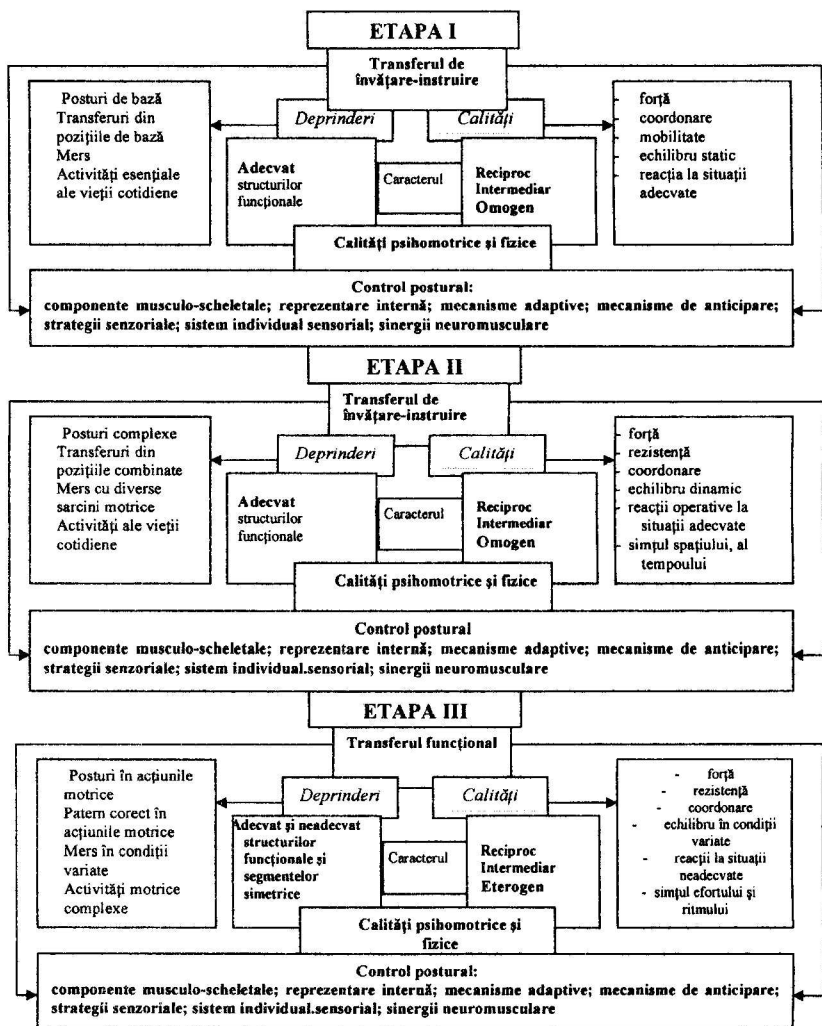 ETAPA I
Transferul de
învățare-instruire
Posturi de bază
Transferuri din
pozițiile de bază
Mers
Activități esențiale
ale vieții cotidiene
Deprinderi
Calități
- forță
- coordonare
- mobilitate
- echilibru static
- reacția la situații
adecvate
Adecvat
structurilor
funcționale
Caracterul
Reciproc
Intermediar
Omogen
Calități psihomotrice și fizice
Control postural:
componente musculo-scheletale; reprezentare internă; mecanisme adaptive; mecanisme de anticipare;
strategii senzoriale; sistem individual sensorial; sinergii neuromusculare
ETAPA II
Transferul de
învățare-instruire
Posturi complexe
Transferuri din
pozițiile combinate
Mers cu diverse
sarcini motrice
Activități ale vieții
cotidiene
Deprinderi
Calități
- forță
- rezistență
- coordonare
- echilibru dinamic
- reacții operative la
situații adecvate
- simțul spațiului, al
tempoului
Adecvat
structurilor
funcționale
Caracterul
Reciproc
Intermediar
Omogen
Calități psihomotrice și fizice
Control postural
componente musculo-scheletale; reprezentare internă; mecanisme adaptive; mecanisme de anticipare;
strategii senzoriale; sistem individual.sensorial; sinergii neuromusculare
ETAPA III
Transferul funcțional
Posturi în acțiunile
motrice
Patern corect în
acțiunile motrice
Mers în condiții
variate
Activități motrice
complexe
Deprinderi
Calități
- forță
- rezistență
- coordonare
- echilibru în condiții
variate
- reacții la situații
neadecvate
- simțul efortului și
ritmului
Adecvat și neadecvat
structurilor
funcționale și
segmentelor
simetrice
Caracterul
Reciproc
Intermediar
Eterogen
Calități psihomotrice și
fizice
Control postural:
componente musculo-scheletale; reprezentare internă; mecanisme adaptive; mecanisme de anticipare;
strategii senzoriale; sistem individual.sensorial; sinergii neuromusculare